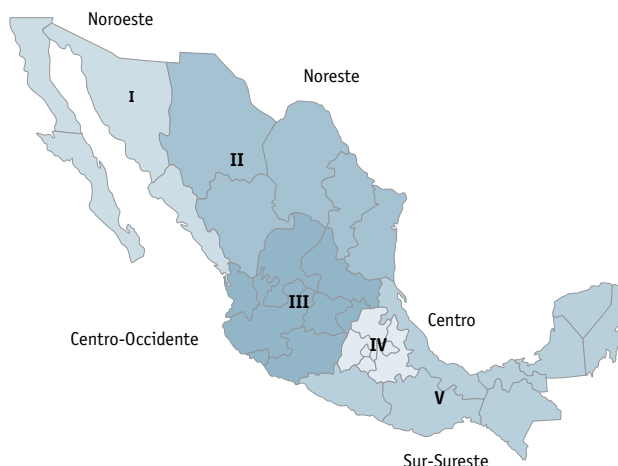 Noroeste
Noreste
I
II
III
Centro
Centro-Occidente
IV
V
Sur-Sureste